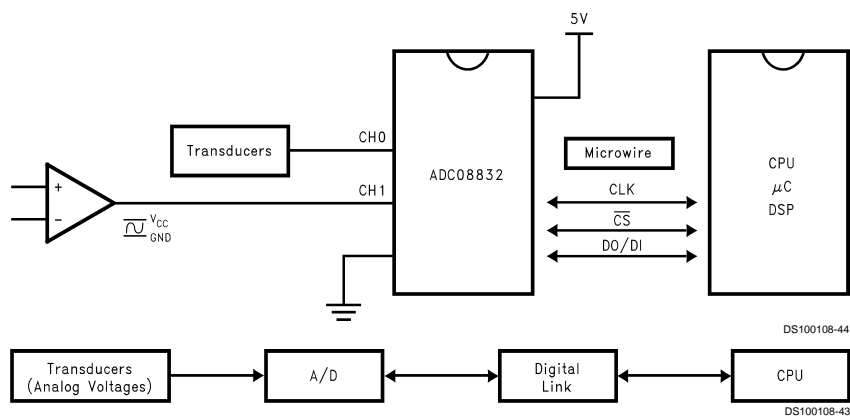 5V
CH0
Transducers
ADC08832
Microwire
CPU
μC
DSP
CH1
CLK
VCC
GND
CS
DO/DI
+
−
DS100108-44
Transducers
(Analog Voltages)
A/D
Digital
Link
CPU
DS100108-43